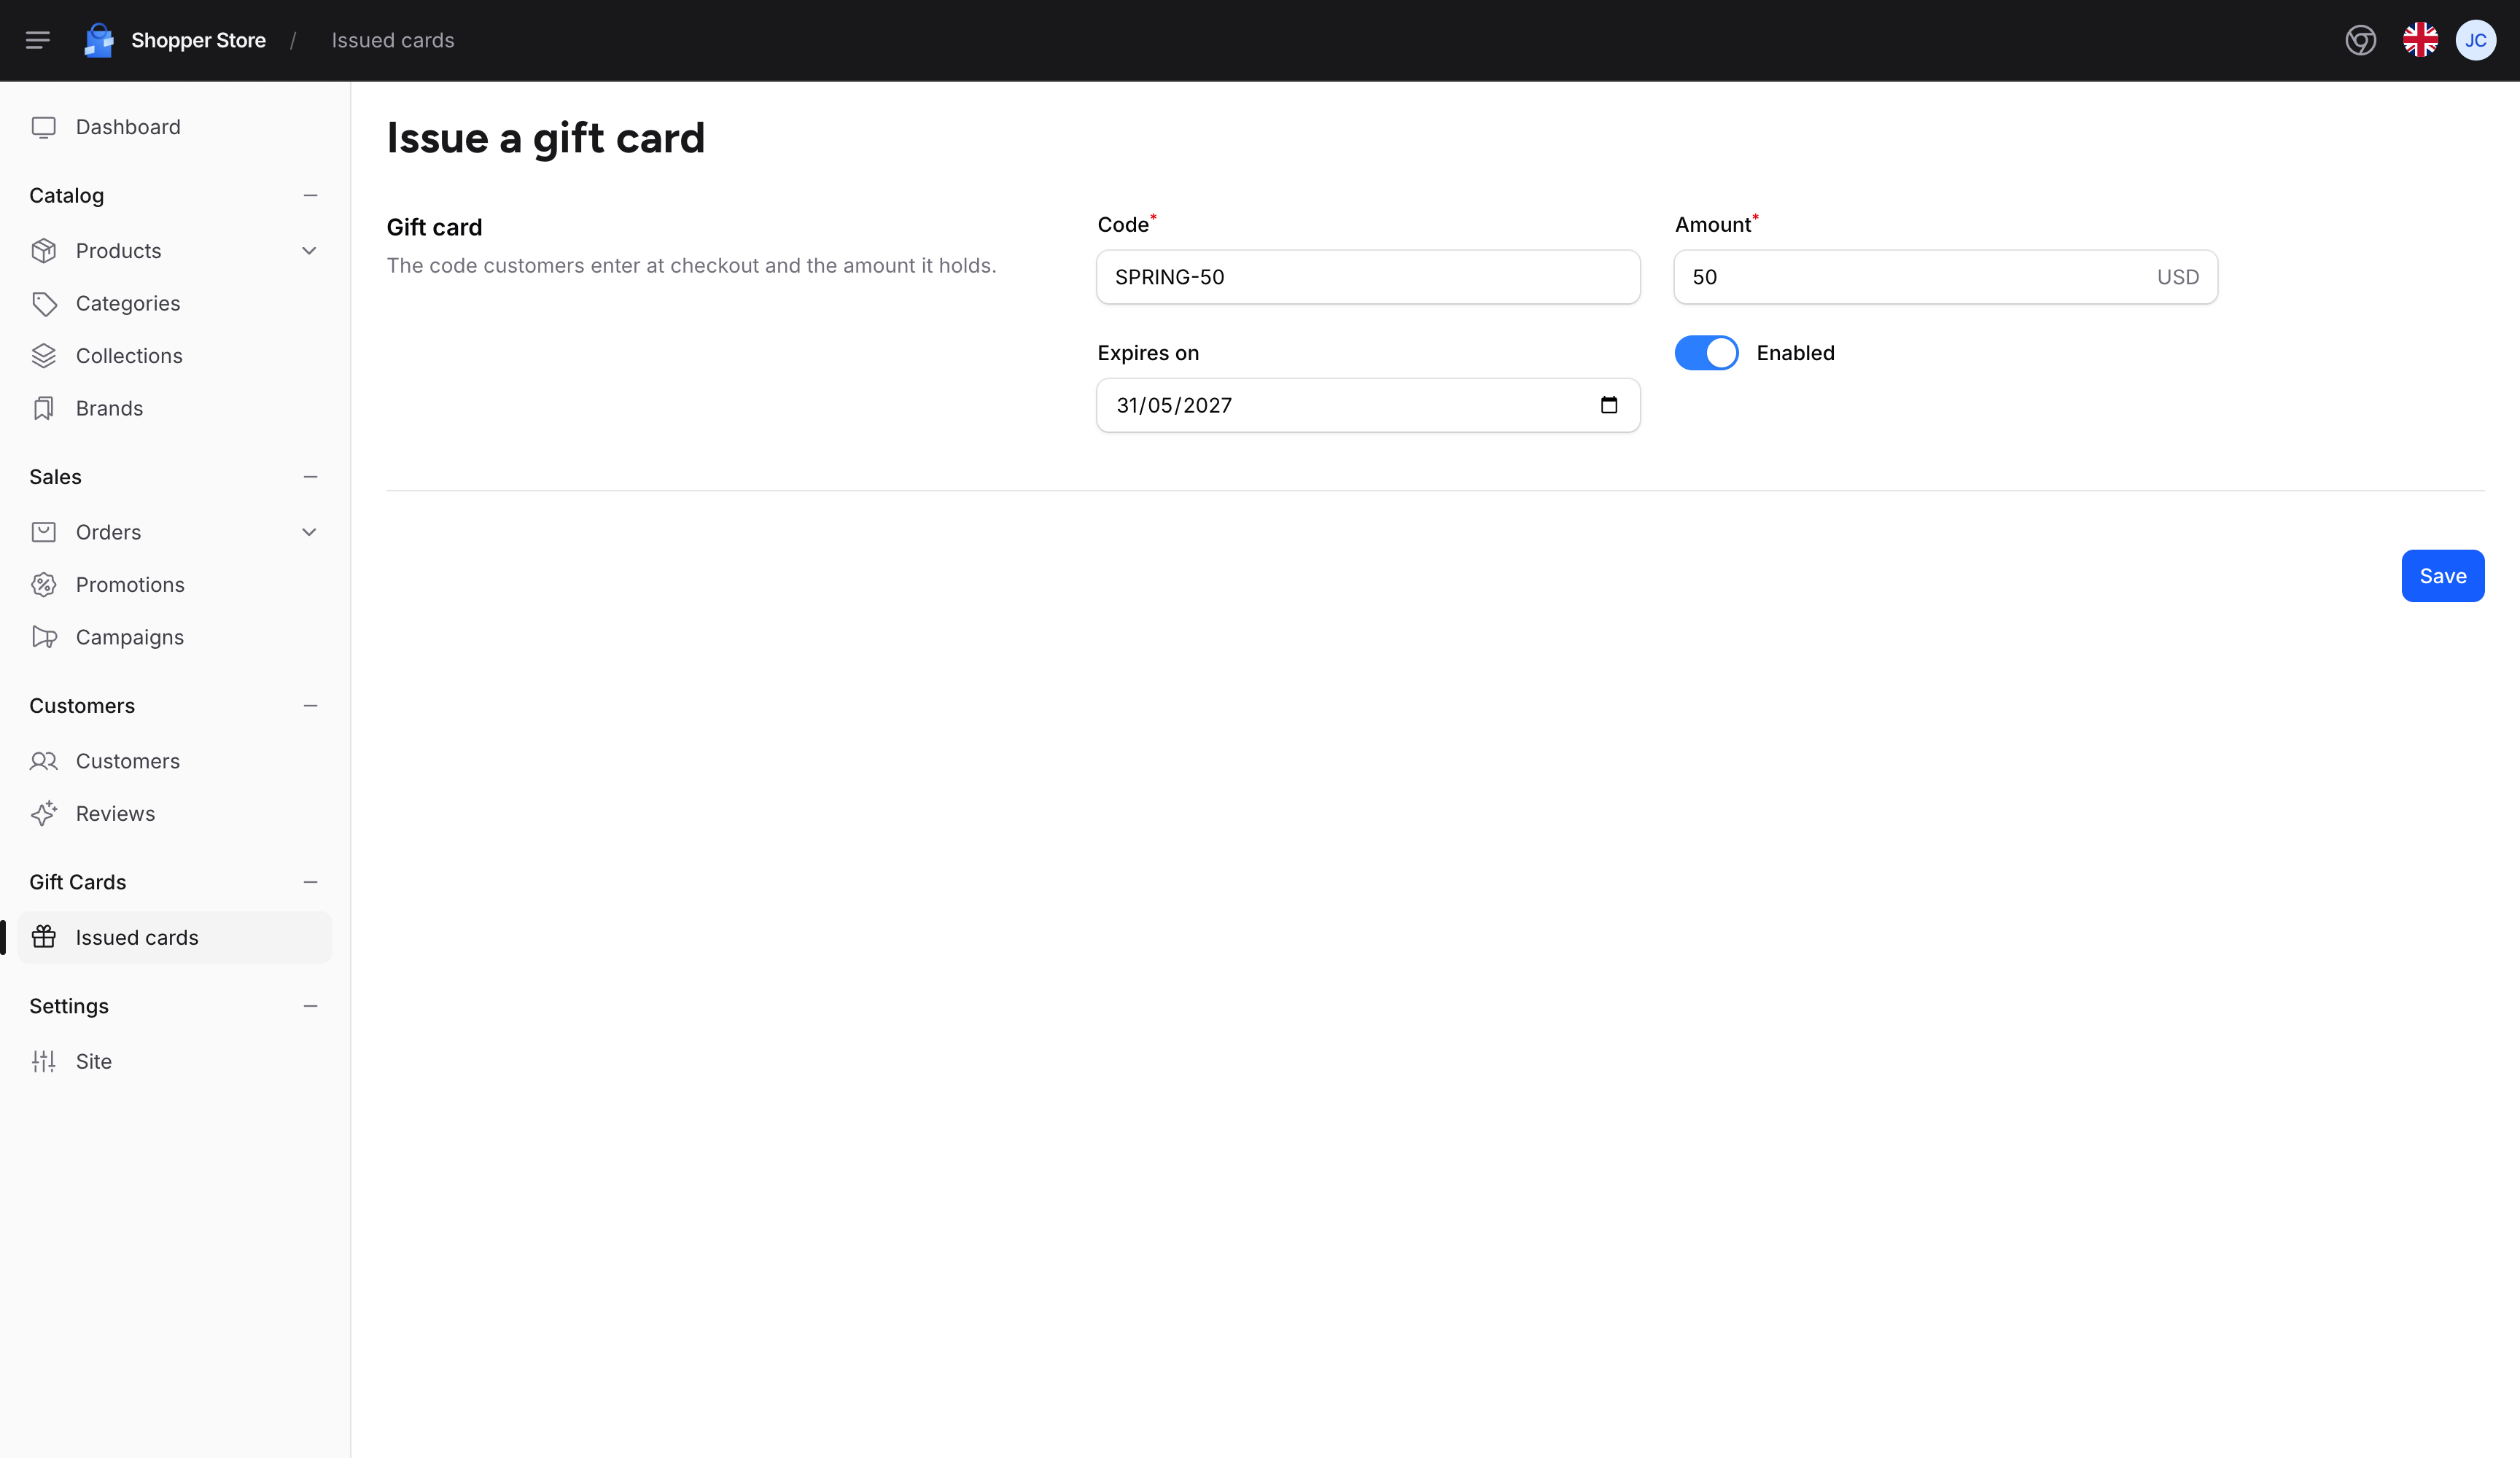 Shopper Store / Issued cards
JC
Dashboard
Catalog
Products
Categories
Collections
Brands
Sales
Orders
Promotions
Campaigns
Customers
Customers
Reviews
Gift Cards
Issued cards
Settings
Site
Issue a gift card
Gift card
The code customers enter at checkout and the amount it holds.
Code*
SPRING-50
Amount*
50 USD
Expires on
31/05/2027
Enabled
Save